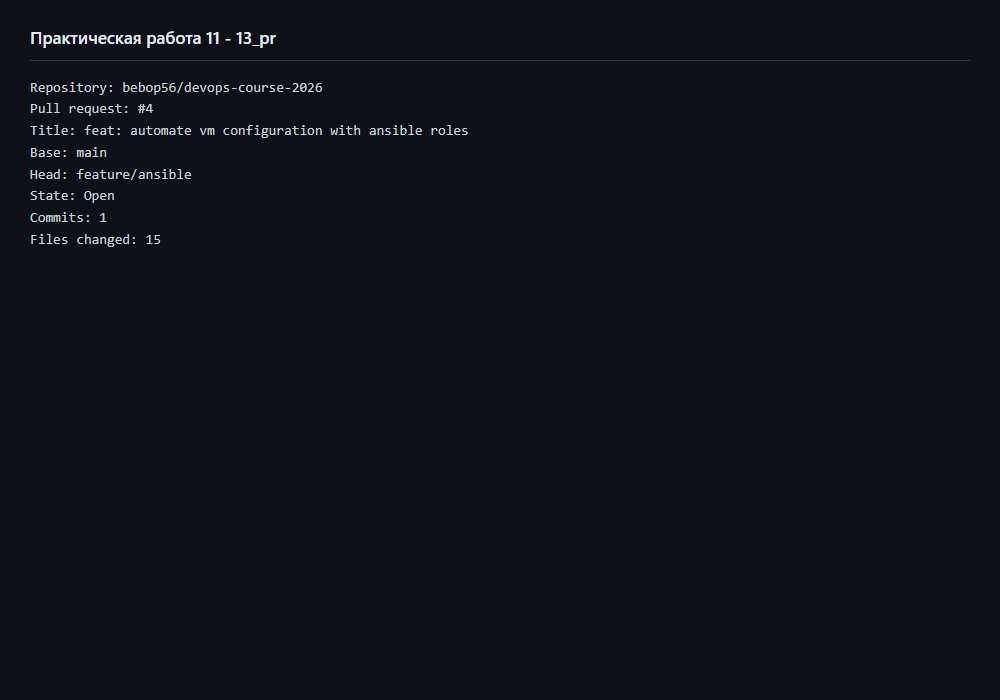 Практическая работа 11 - 13_pr
Repository: bebop56/devops-course-2026
Pull request: #4
Title: feat: automate vm configuration with ansible roles
Base: main
Head: feature/ansible
State: Open
Commits: 1
Files changed: 15